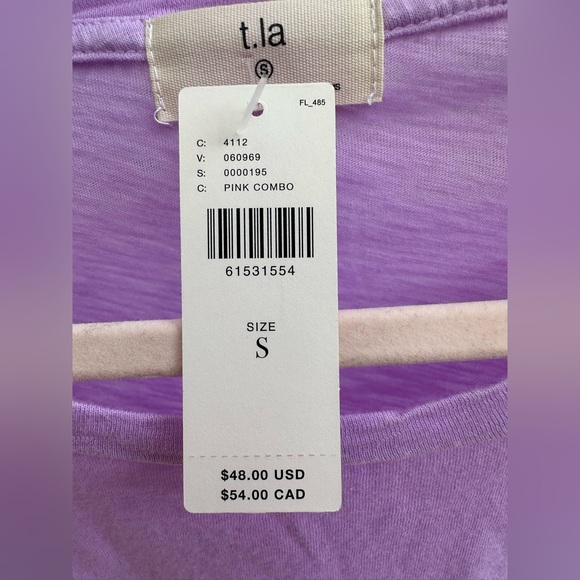 t.la
S
FL_485
C: 4112
V: 060969
S: 0000195
C: PINK COMBO
61531554
SIZE
S
$48.00 USD
$54.00 CAD